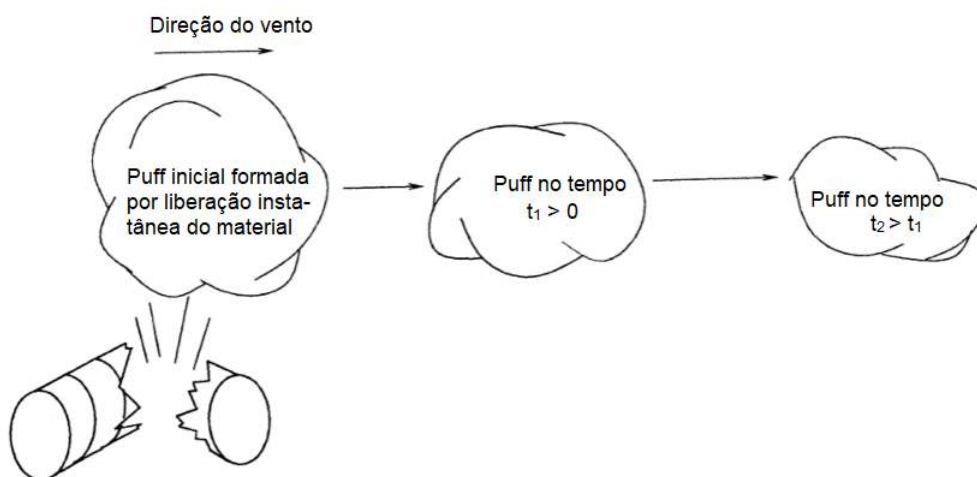 Direção do vento
Puff inicial formada
por liberação insta-
tânea do material
Puff no tempo
t₁ > 0
Puff no tempo
t₂ > t₁